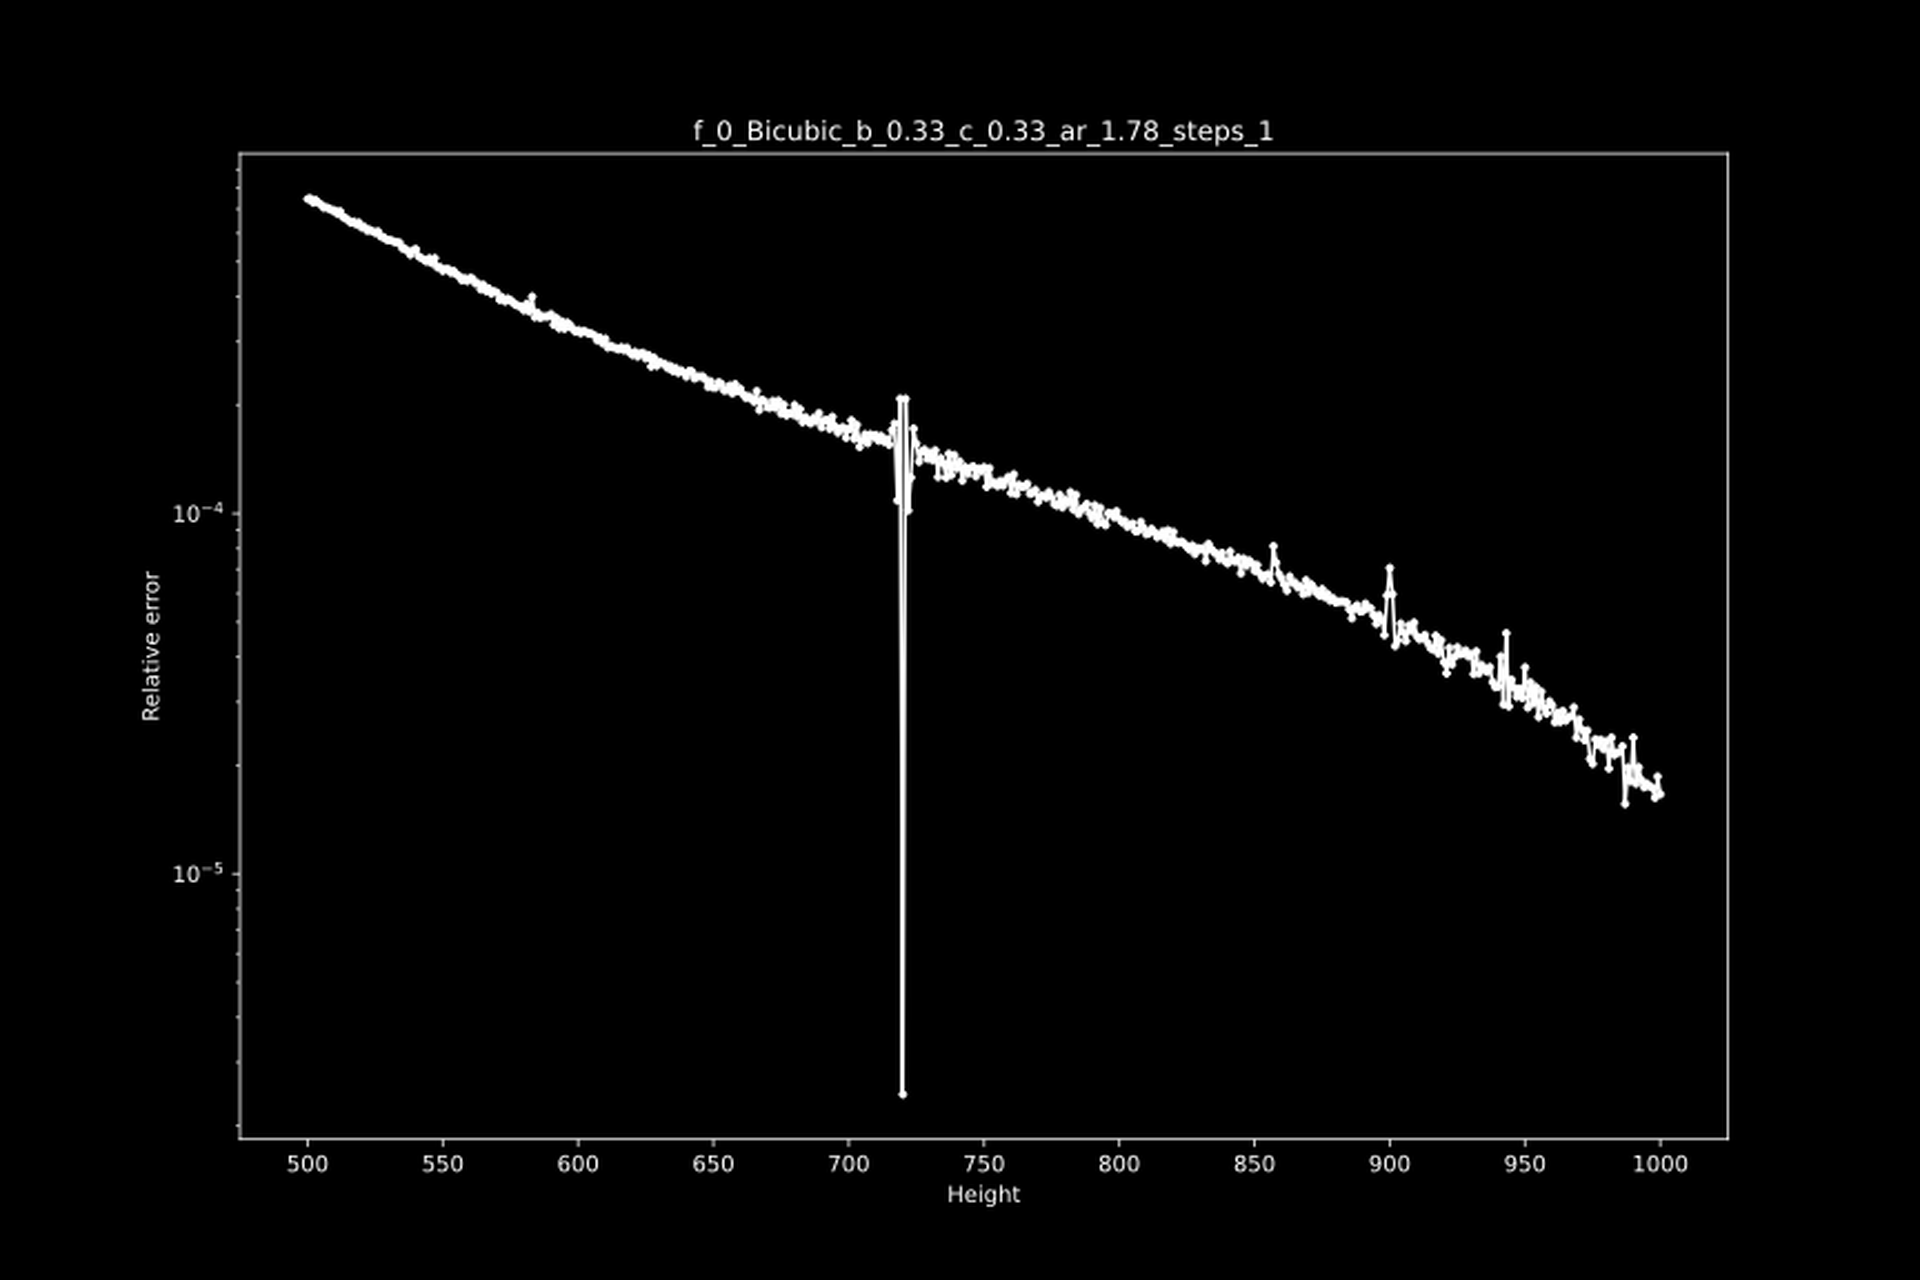 f_0_Bicubic_b_0.33_c_0.33_ar_1.78_steps_1
10⁻⁴
Relative error
10⁻⁵
500 550 600 650 700 750 800 850 900 950 1000
Height